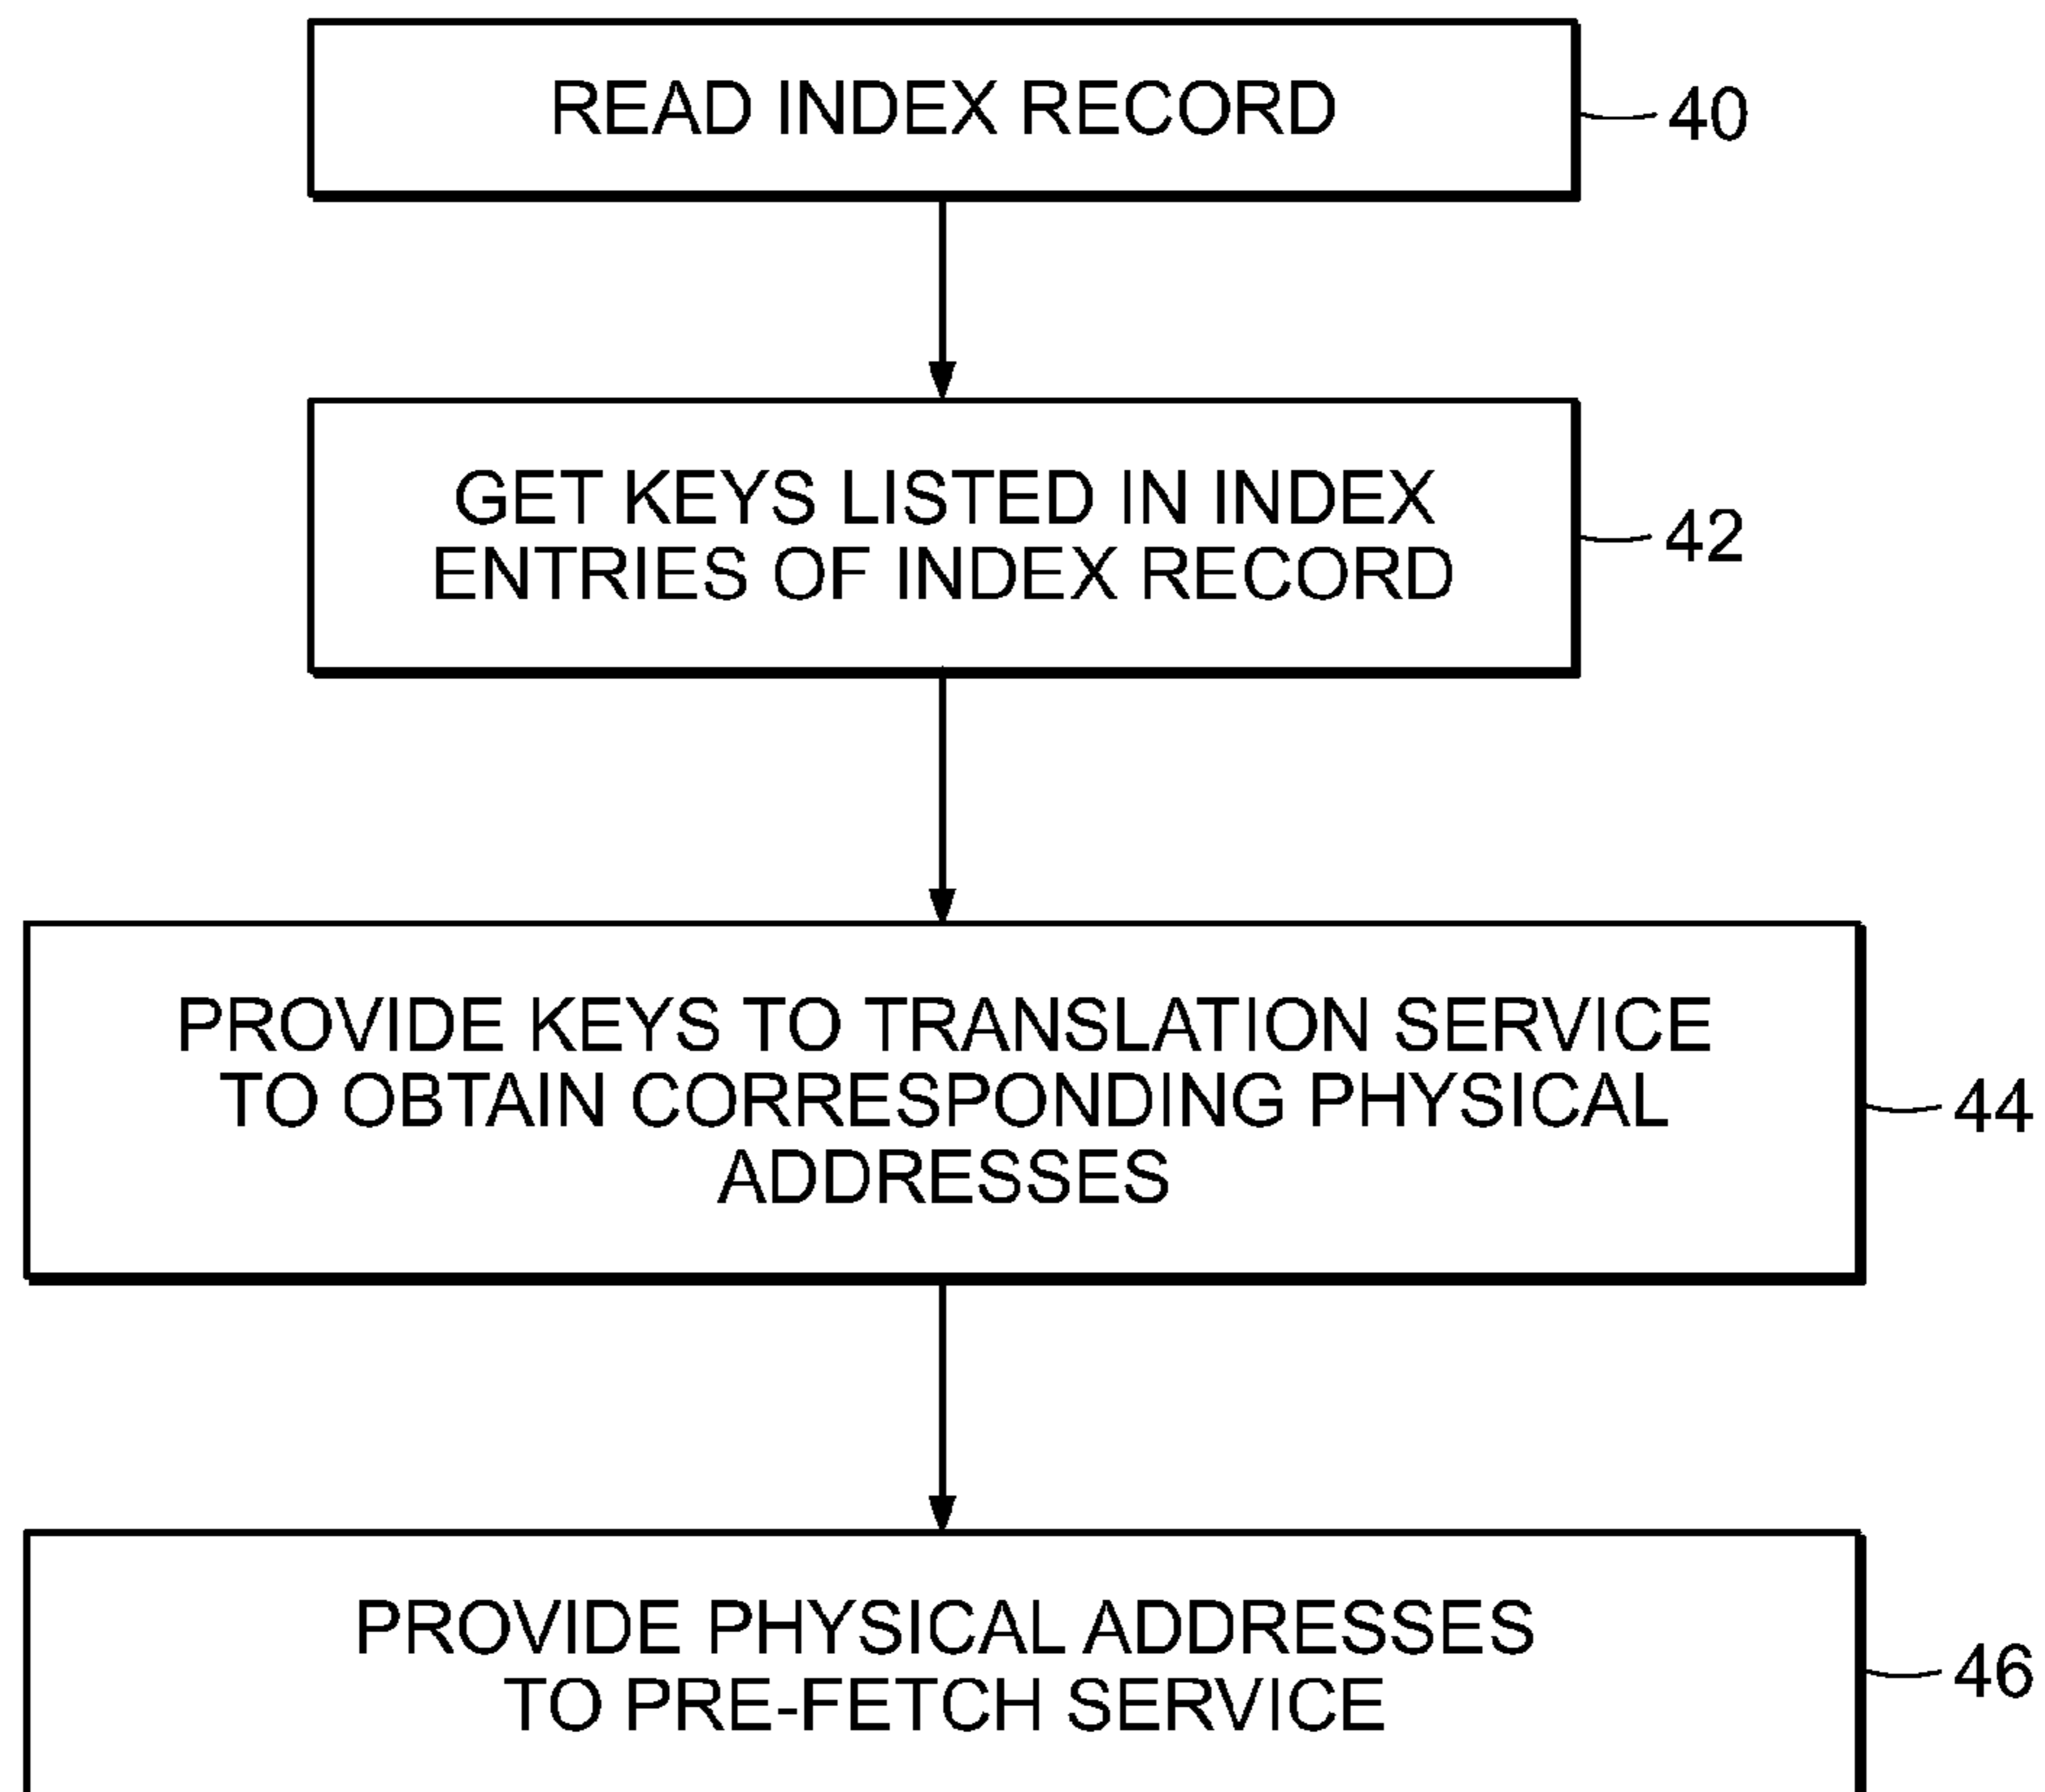 READ INDEX RECORD
40
GET KEYS LISTED IN INDEX
ENTRIES OF INDEX RECORD
42
PROVIDE KEYS TO TRANSLATION SERVICE
TO OBTAIN CORRESPONDING PHYSICAL
ADDRESSES
44
PROVIDE PHYSICAL ADDRESSES
TO PRE-FETCH SERVICE
46